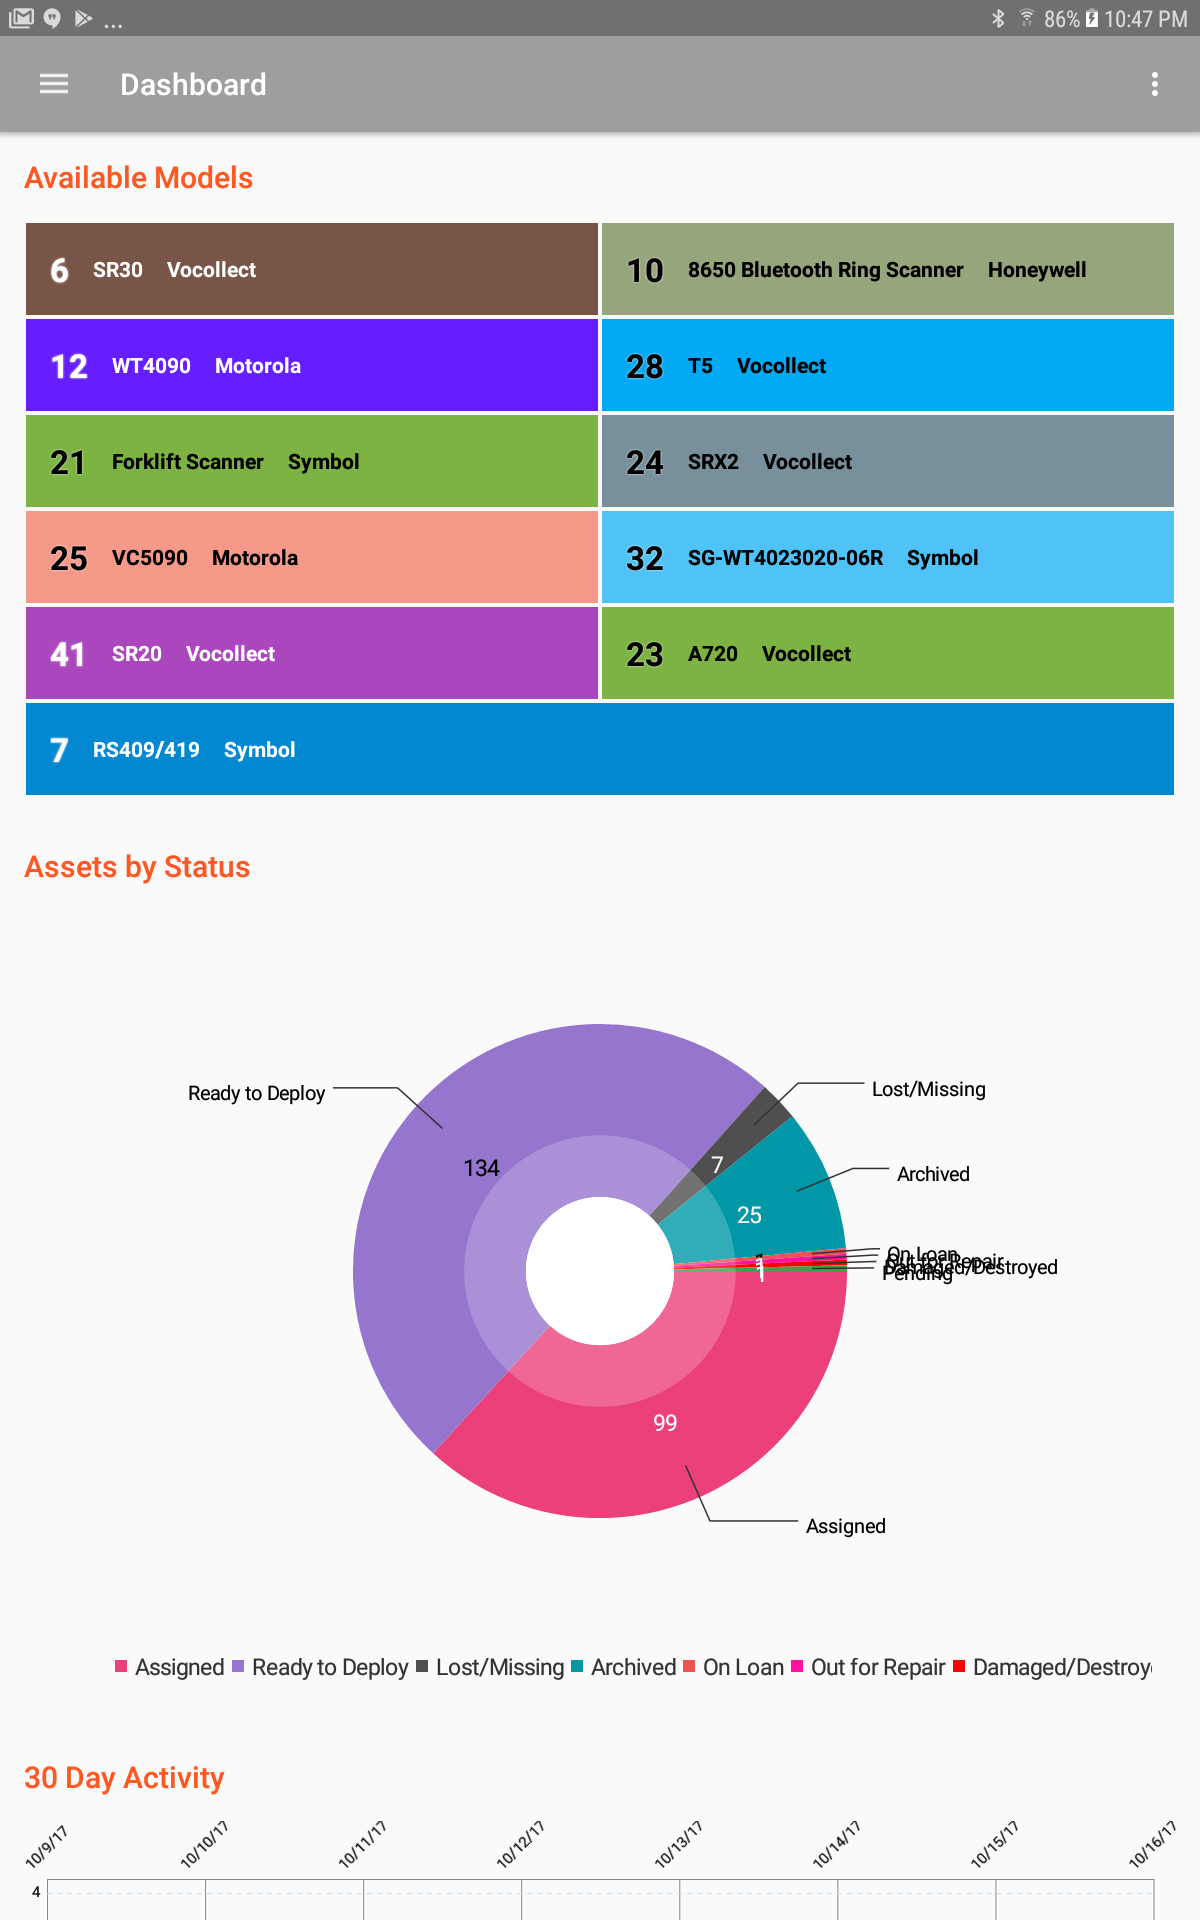 ... 86% 10:47 PM
Dashboard
Available Models
6 SR30 Vocollect
10 8650 Bluetooth Ring Scanner Honeywell
12 WT4090 Motorola
28 T5 Vocollect
21 Forklift Scanner Symbol
24 SRX2 Vocollect
25 VC5090 Motorola
32 SG-WT4023020-06R Symbol
41 SR20 Vocollect
23 A720 Vocollect
7 RS409/419 Symbol
Assets by Status
Ready to Deploy
Lost/Missing
134
7
Archived
25
On Loan
Out for Repair
Damaged/Destroyed
Pending
1
99
Assigned
Assigned Ready to Deploy Lost/Missing Archived On Loan Out for Repair Damaged/Destroy
30 Day Activity
10/9/17 10/10/17 10/11/17 10/12/17 10/13/17 10/14/17 10/15/17 10/16/17
4